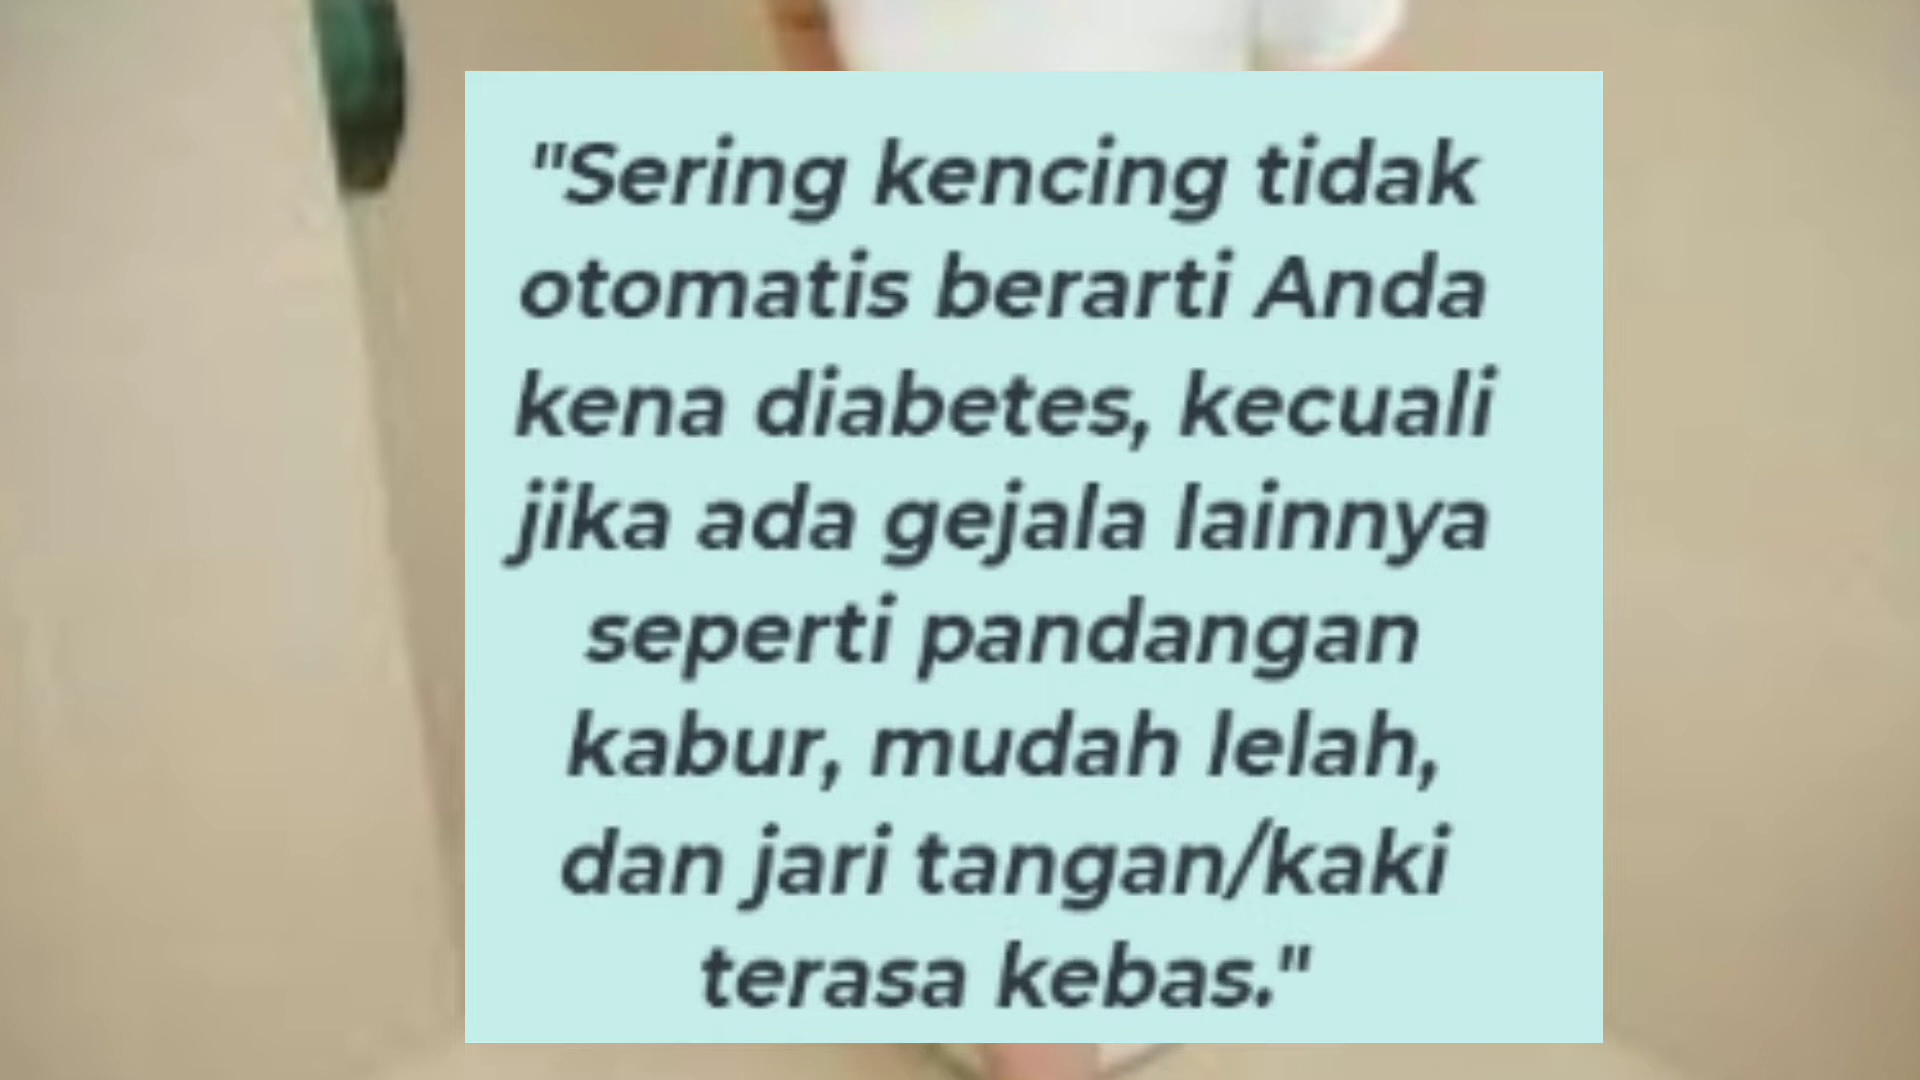 "Sering kencing tidak
otomatis berarti Anda
kena diabetes, kecuali
jika ada gejala lainnya
seperti pandangan
kabur, mudah lelah,
dan jari tangan/kaki
terasa kebas."